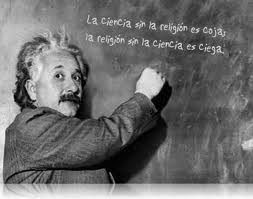 La ciencia sin la religión es coja;
la religión sin la ciencia es ciega.